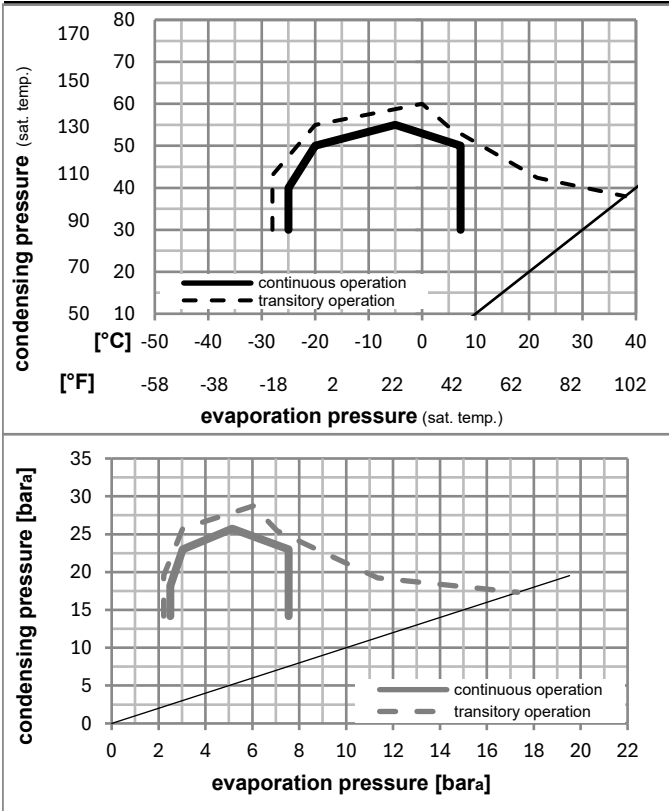 170 80
150 70
60
130 50
110 40
90 30
70 20
50 10
condensing pressure (sat. temp.)
continuous operation
transitory operation
[°C] -50 -40 -30 -20 -10 0 10 20 30 40
[°F] -58 -38 -18 2 22 42 62 82 102
evaporation pressure (sat. temp.)
35
30
25
20
15
10
5
0
condensing pressure [bara]
continuous operation
transitory operation
0 2 4 6 8 10 12 14 16 18 20 22
evaporation pressure [bara]